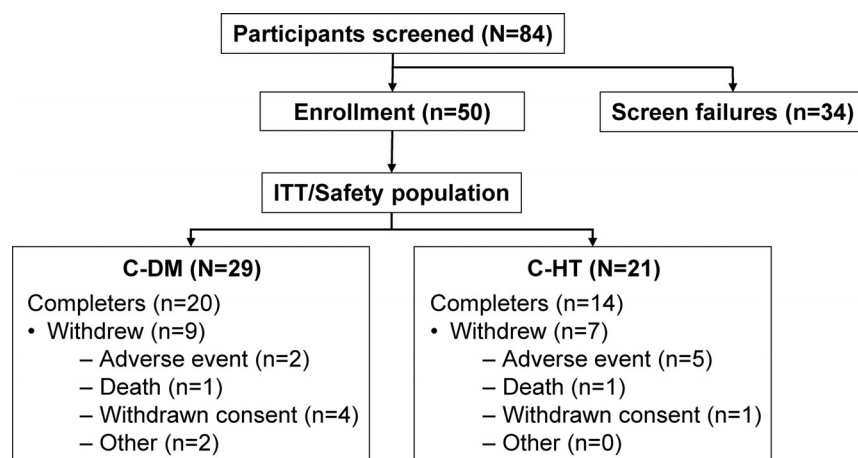 Participants screened (N=84)
Enrollment (n=50)
Screen failures (n=34)
ITT/Safety population
C-DM (N=29)
Completers (n=20)
• Withdrew (n=9)
– Adverse event (n=2)
– Death (n=1)
– Withdrawn consent (n=4)
– Other (n=2)
C-HT (N=21)
Completers (n=14)
• Withdrew (n=7)
– Adverse event (n=5)
– Death (n=1)
– Withdrawn consent (n=1)
– Other (n=0)